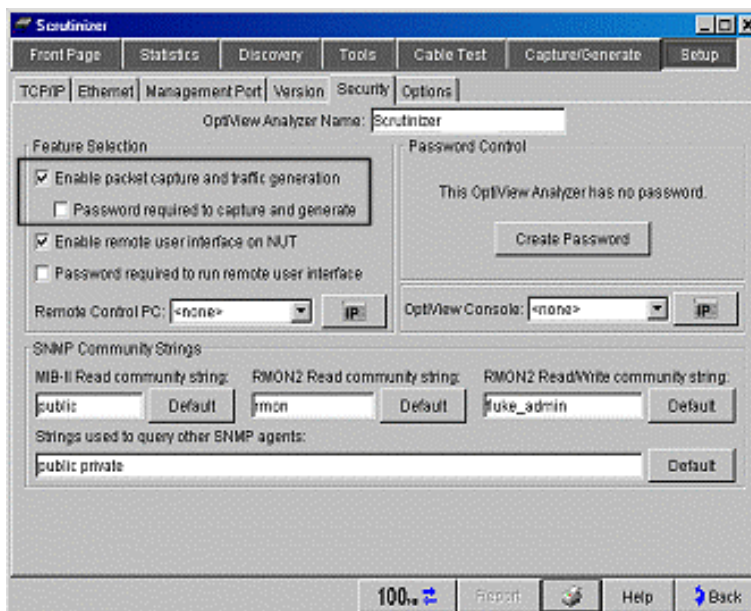 Scrutinizer
Front Page Statistics Discovery Tools Cable Test Capture/Generate Setup
TCP/IP Ethernet Management Port Version Security Options
OptiView Analyzer Name: Scrutinizer
Feature Selection
Enable packet capture and traffic generation
Password required to capture and generate
Enable remote user interface on NUT
Password required to run remote user interface
Remote Control PC: <none> IP
Password Control
This OptiView Analyzer has no password.
Create Password
OptiView Console: <none> IP
SNMP Community Strings
MIB-II Read community string: RMON2 Read community string: RMON2 Read/Write community string:
public Default rmon Default fluke_admin Default
Strings used to query other SNMP agents:
public private Default
100 Report Help Back